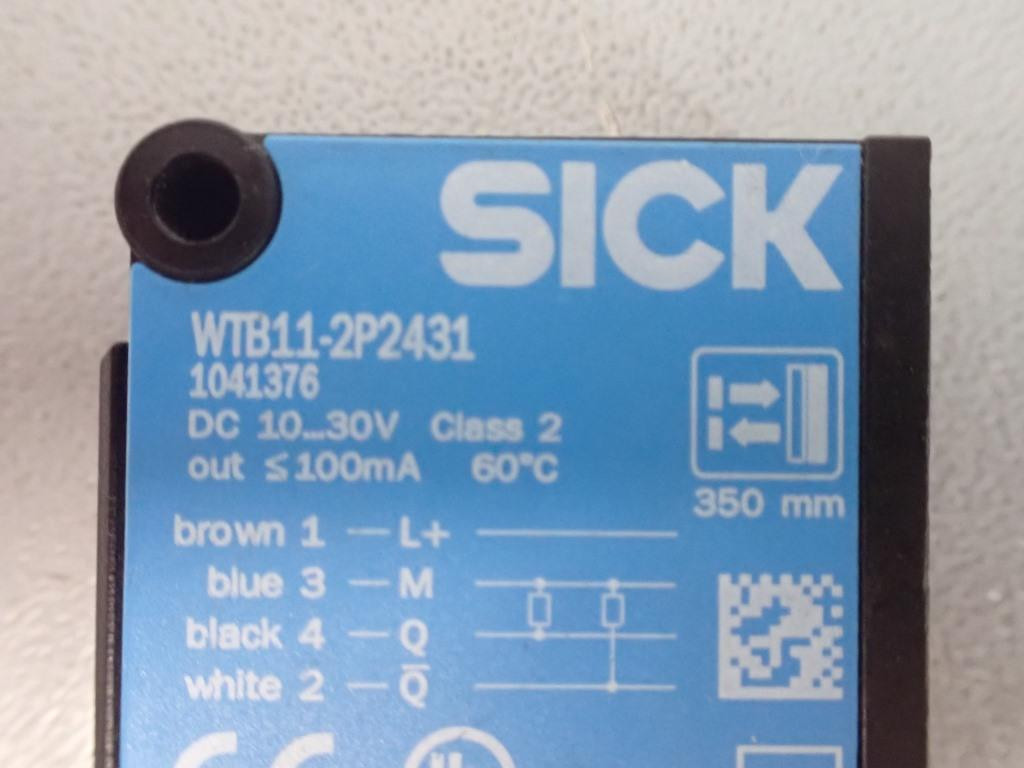 SICK
WTB11-2P2431
1041376
DC 10...30V Class 2
out ≤100mA 60°C
350 mm
brown 1 — L+
blue 3 — M
black 4 — Q
white 2 — Q̅
CE